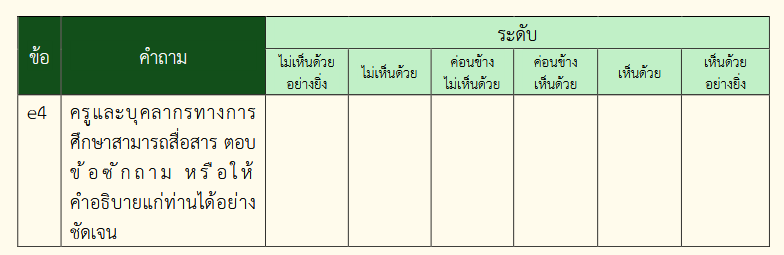 ข้อ คำถาม ระดับ
ไม่เห็นด้วยอย่างยิ่ง ไม่เห็นด้วย ค่อนข้างไม่เห็นด้วย ค่อนข้างเห็นด้วย เห็นด้วย เห็นด้วยอย่างยิ่ง
e4 ครูและบุคลากรทางการ
ศึกษาสามารถสื่อสาร ตอบ
ข้อซักถาม หรือให้
คำอธิบายแก่ท่านได้อย่าง
ชัดเจน